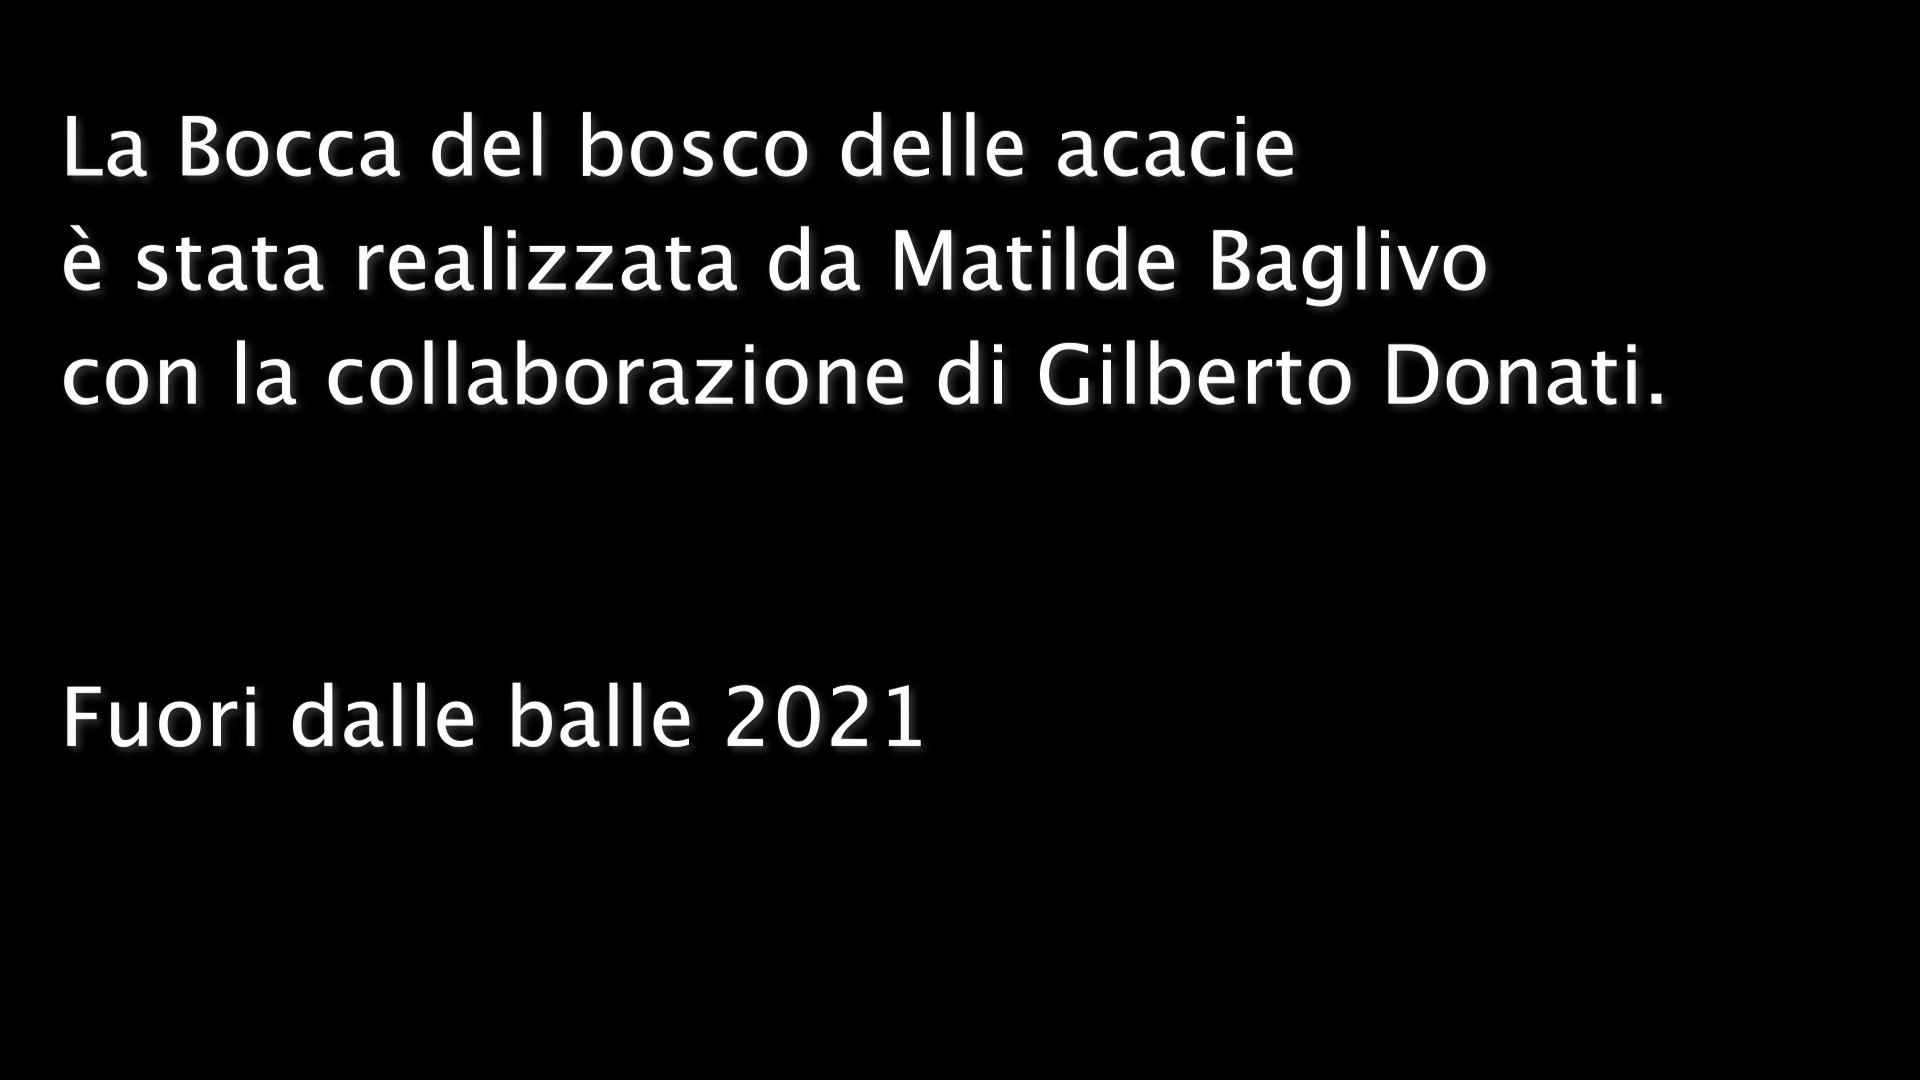 La Bocca del bosco delle acacie
è stata realizzata da Matilde Baglivo
con la collaborazione di Gilberto Donati.
Fuori dalle balle 2021